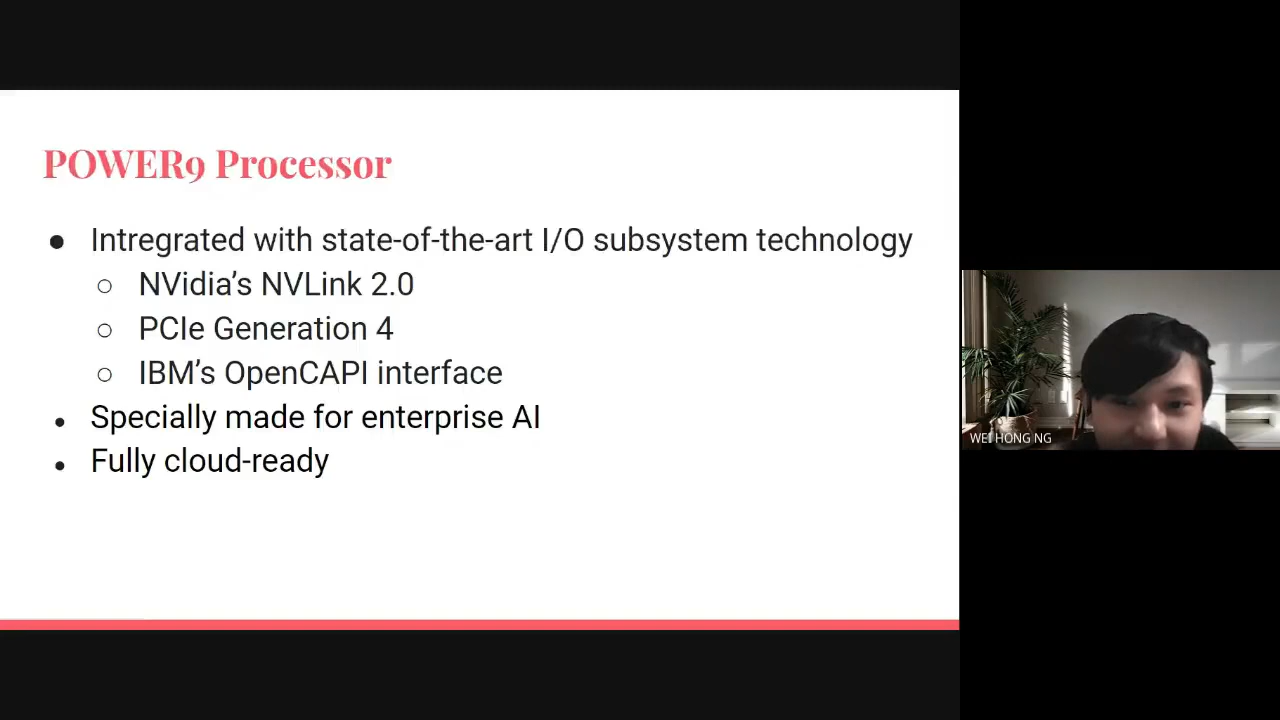 POWER9 Processor
● Intregrated with state-of-the-art I/O subsystem technology
○ NVidia’s NVLink 2.0
○ PCIe Generation 4
○ IBM’s OpenCAPI interface
● Specially made for enterprise AI
● Fully cloud-ready
WEI HONG NG